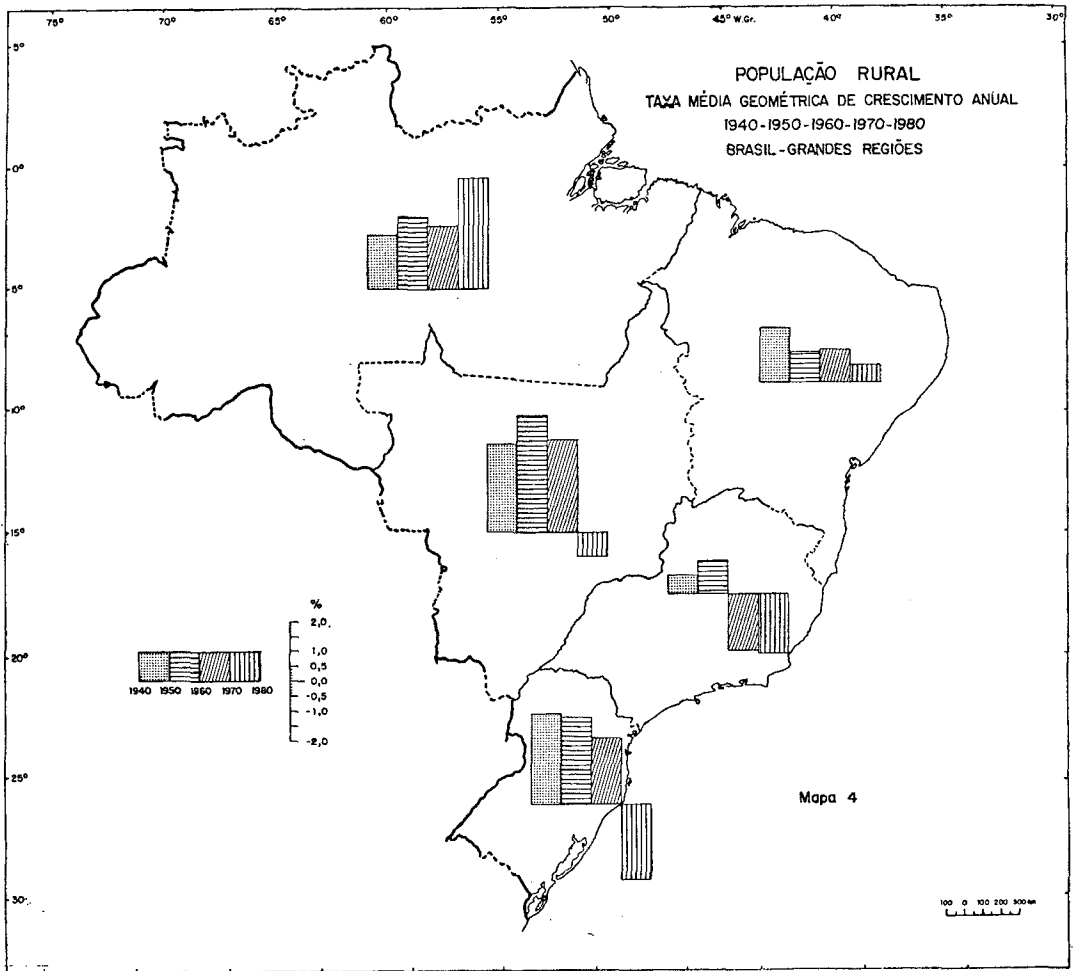 75° 70° 65° 60° 55° 50° 45° W.Gr. 40° 35° 30°
5°
POPULAÇÃO RURAL
TAXA MÉDIA GEOMÉTRICA DE CRESCIMENTO ANUAL
1940-1950-1960-1970-1980
BRASIL-GRANDES REGIÕES
0°
5°
10°
15°
%
2,0
1,0
0,5
0,0
-0,5
-1,0
-2,0
1940 1950 1960 1970 1980
20°
25°
Mapa 4
30°
100 0 100 200 300 km